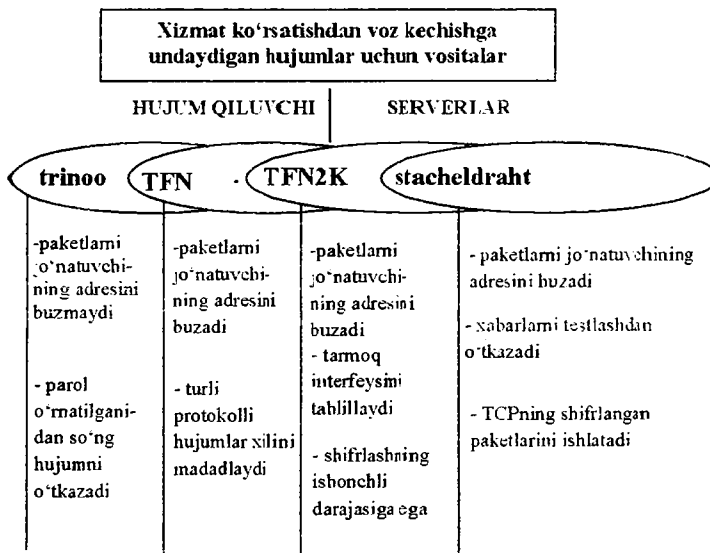 Xizmat ko‘rsatishdan voz kechishga
undaydigan hujumlar uchun vositalar
HUJUM QILUVCHI SERVERLAR
trinoo TFN - TFN2K stacheldraht
-paketlarni
jo‘natuvchi-
ning adresini
buzmaydi
- parol
o‘rnatilgani-
dan so‘ng
hujumni
o‘tkazadi
-paketlarni
jo‘natuvchi-
ning adresini
buzadi
- turli
protokolli
hujumlar xilini
madadlaydi
-paketlarni
jo‘natuvchi-
ning adresini
buzadi
- tarmoq
interfeysini
tahlillaydi
-shifrlashning
ishonchli
darajasiga ega
- paketlarni jo‘natuvchining
adresini buzadi
- xabarlarni testlashdan
o‘tkazadi
- TCPning shifrlangan
paketlarini ishlatadi